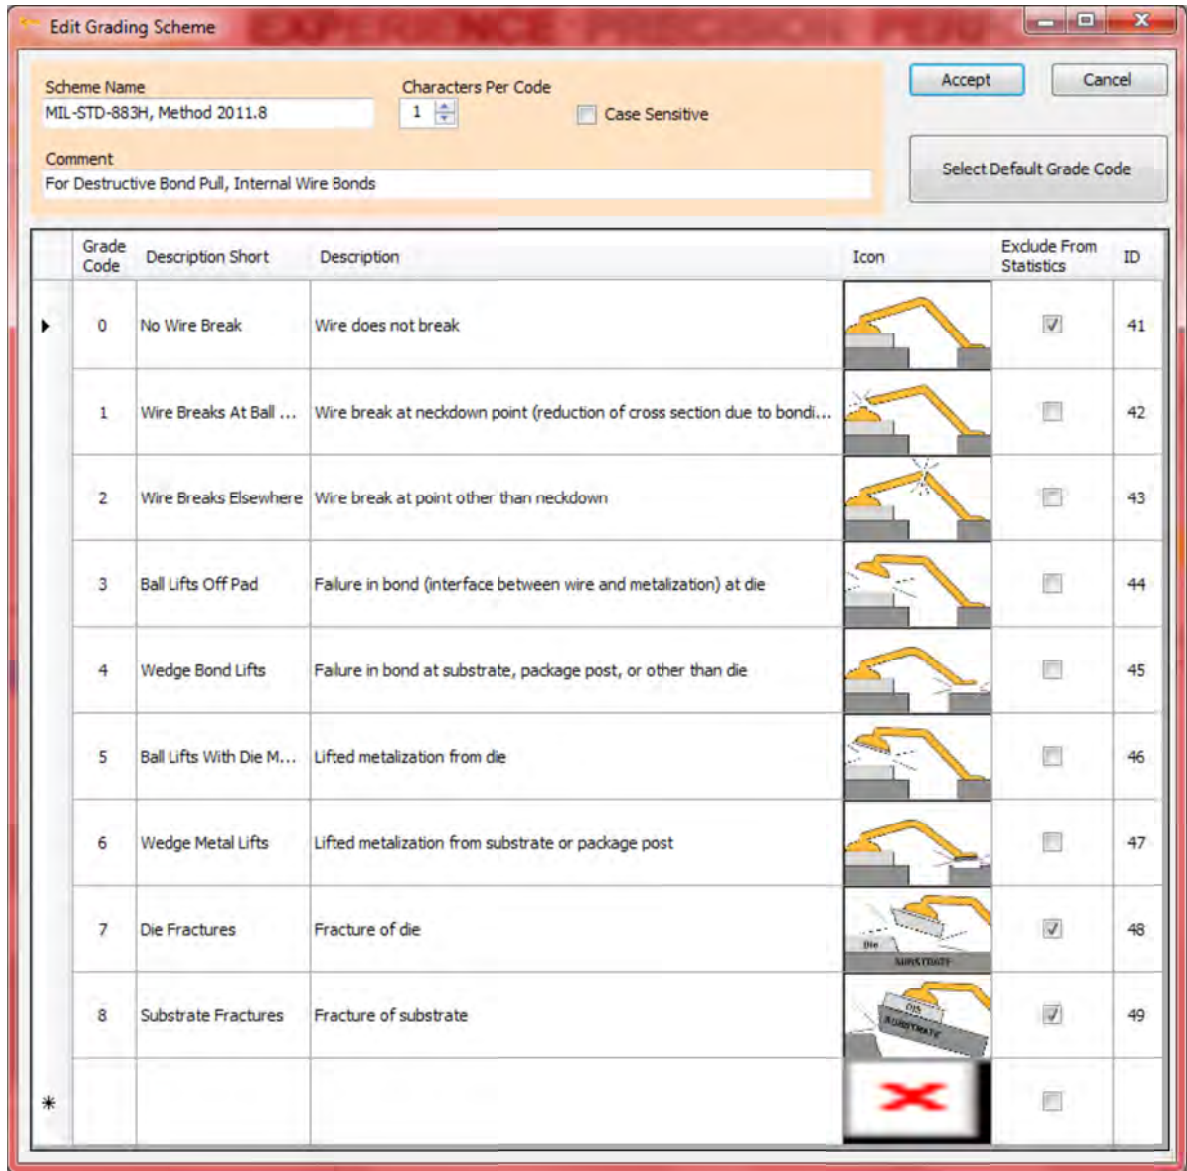 Edit Grading Scheme
EXPERIENCE PRECISION
Scheme Name
Characters Per Code
MIL-STD-883H, Method 2011.8
1
Case Sensitive
Accept
Cancel
Comment
For Destructive Bond Pull, Internal Wire Bonds
Select Default Grade Code
Grade Code
Description Short
Description
Icon
Exclude From Statistics
ID
0 No Wire Break Wire does not break 41
1 Wire Breaks At Ball ... Wire break at neckdown point (reduction of cross section due to bondi... 42
2 Wire Breaks Elsewhere Wire break at point other than neckdown 43
3 Ball Lifts Off Pad Failure in bond (interface between wire and metalization) at die 44
4 Wedge Bond Lifts Failure in bond at substrate, package post, or other than die 45
5 Ball Lifts With Die M... Lifted metalization from die 46
6 Wedge Metal Lifts Lifted metalization from substrate or package post 47
7 Die Fractures Fracture of die 48
Die
SUBSTRATE
8 Substrate Fractures Fracture of substrate 49
DIE
SUBSTRATE